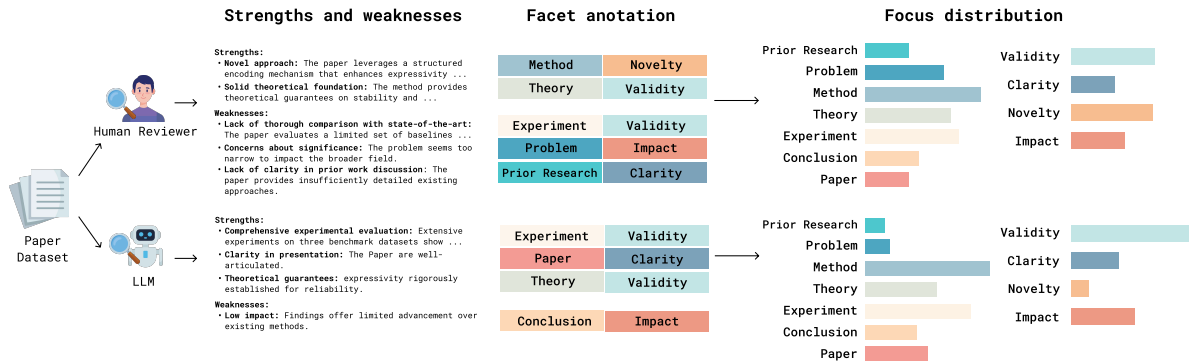 Strengths and weaknesses
Facet anotation
Focus distribution
Paper
Dataset
Human Reviewer
LLM
Strengths:
• Novel approach: The paper leverages a structured
encoding mechanism that enhances expressivity ...
• Solid theoretical foundation: The method provides
theoretical guarantees on stability and ...
Weaknesses:
• Lack of thorough comparison with state-of-the-art:
The paper evaluates a limited set of baselines ...
• Concerns about significance: The problem seems too
narrow to impact the broader field.
• Lack of clarity in prior work discussion: The
paper provides insufficiently detailed existing
approaches.
Method Novelty
Theory Validity
Experiment Validity
Problem Impact
Prior Research Clarity
Prior Research
Problem
Method
Theory
Experiment
Conclusion
Paper
Validity
Clarity
Novelty
Impact
Strengths:
• Comprehensive experimental evaluation: Extensive
experiments on three benchmark datasets show ...
• Clarity in presentation: The Paper are well-
articulated.
• Theoretical guarantees: expressivity rigorously
established for reliability.
Weaknesses:
• Low impact: Findings offer limited advancement over
existing methods.
Experiment Validity
Paper Clarity
Theory Validity
Conclusion Impact
Prior Research
Problem
Method
Theory
Experiment
Conclusion
Paper
Validity
Clarity
Novelty
Impact